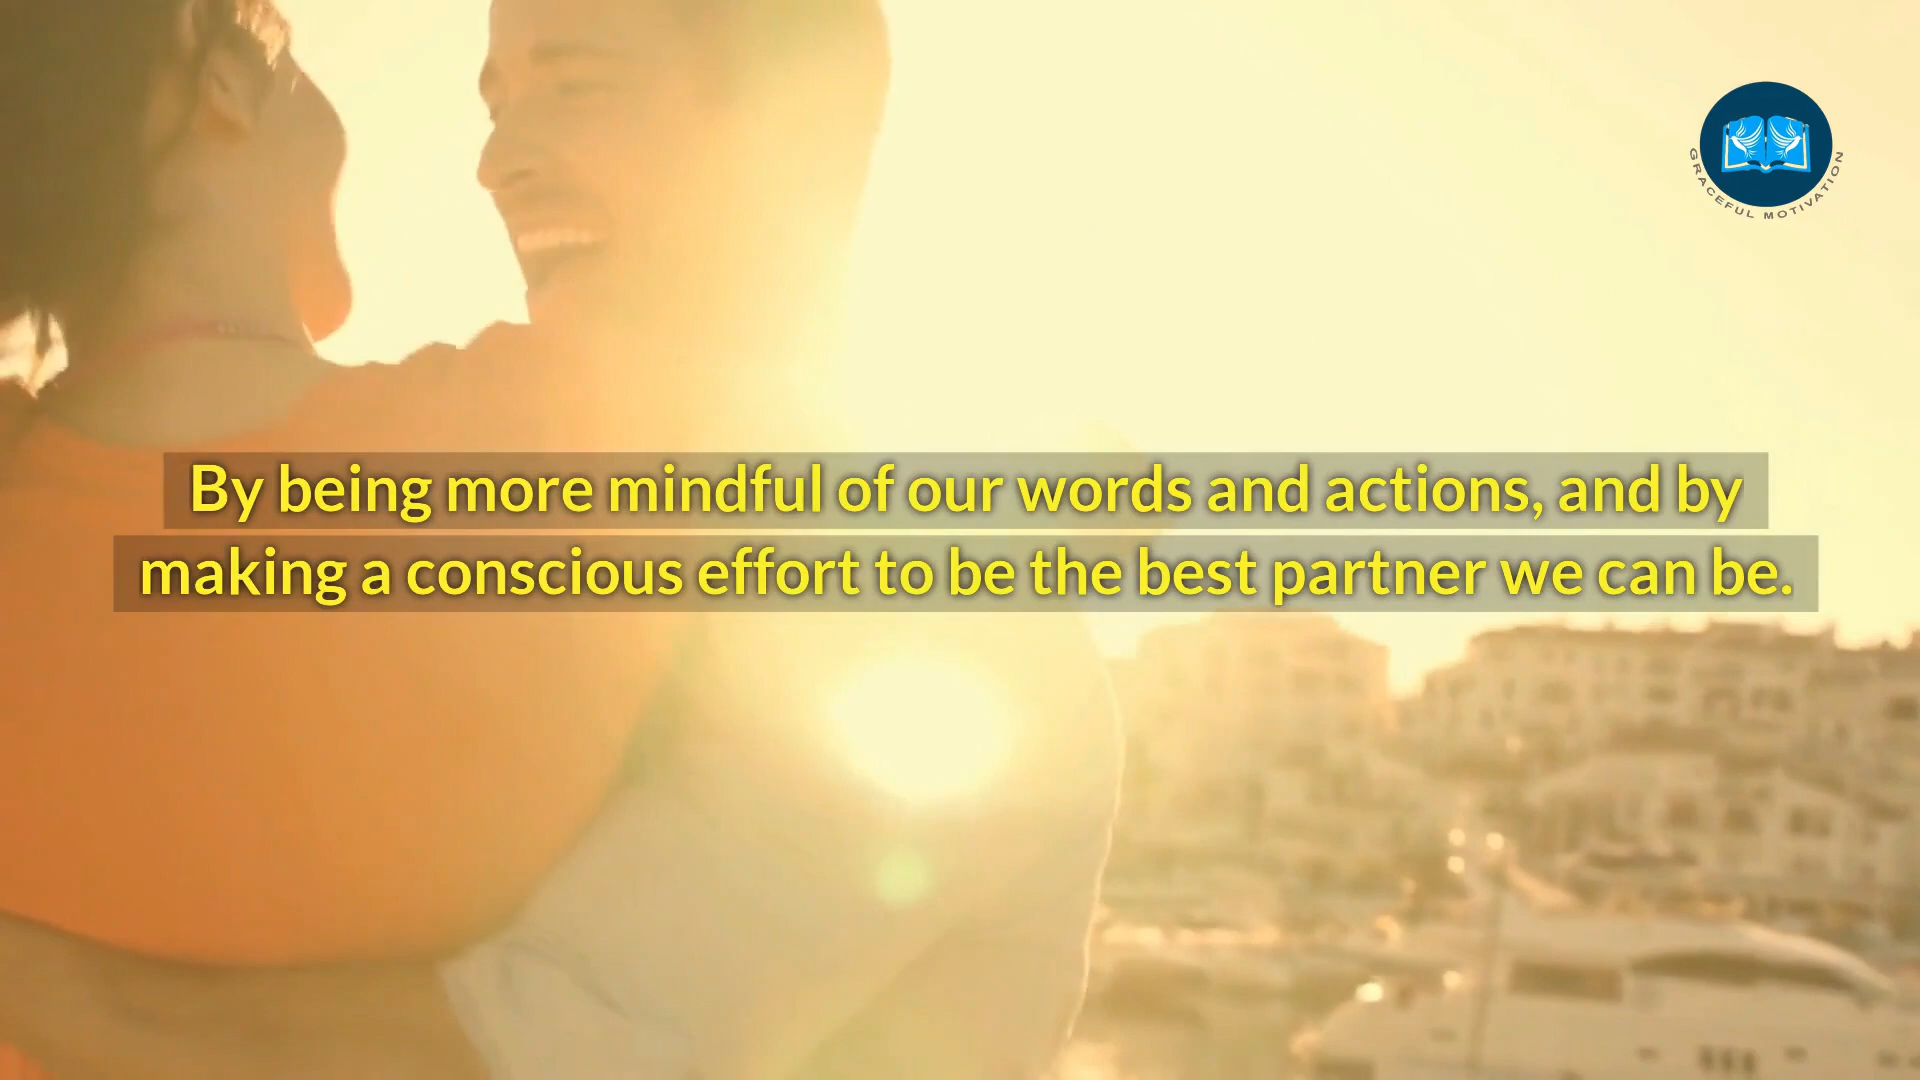 GRACEFUL MOTIVATION
By being more mindful of our words and actions, and by
making a conscious effort to be the best partner we can be.